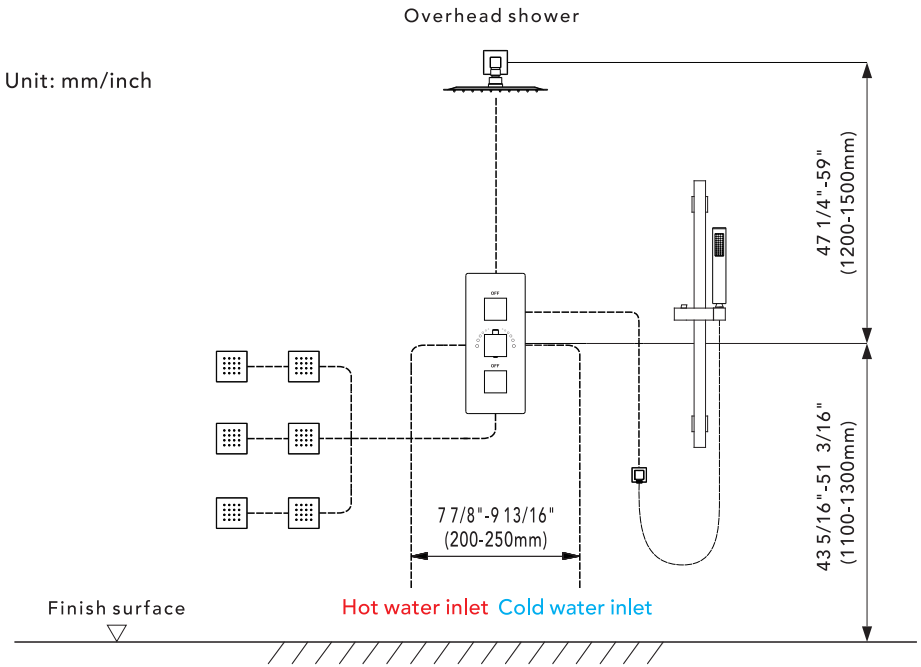 Overhead shower
Unit: mm/inch
47 1/4"-59"
(1200-1500mm)
OFF
OFF
43 5/16"-51 3/16"
(1100-1300mm)
7 7/8"-9 13/16"
(200-250mm)
Hot water inlet Cold water inlet
Finish surface